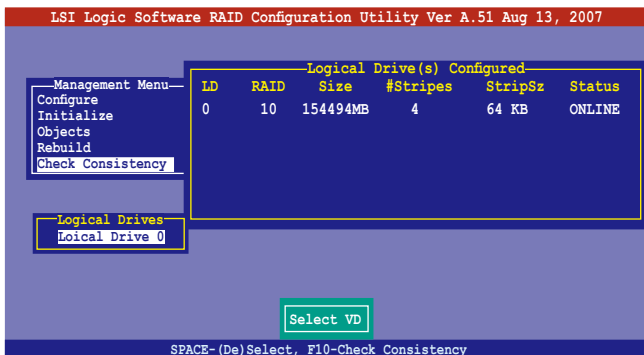 LSI Logic Software RAID Configuration Utility Ver A.51 Aug 13, 2007
Management Menu
Configure
Initialize
Objects
Rebuild
Check Consistency
Logical Drive(s) Configured
LD RAID Size #Stripes StripSz Status
0 10 154494MB 4 64 KB ONLINE
Logical Drives
Loical Drive 0
Select VD
SPACE-(De)Select, F10-Check Consistency